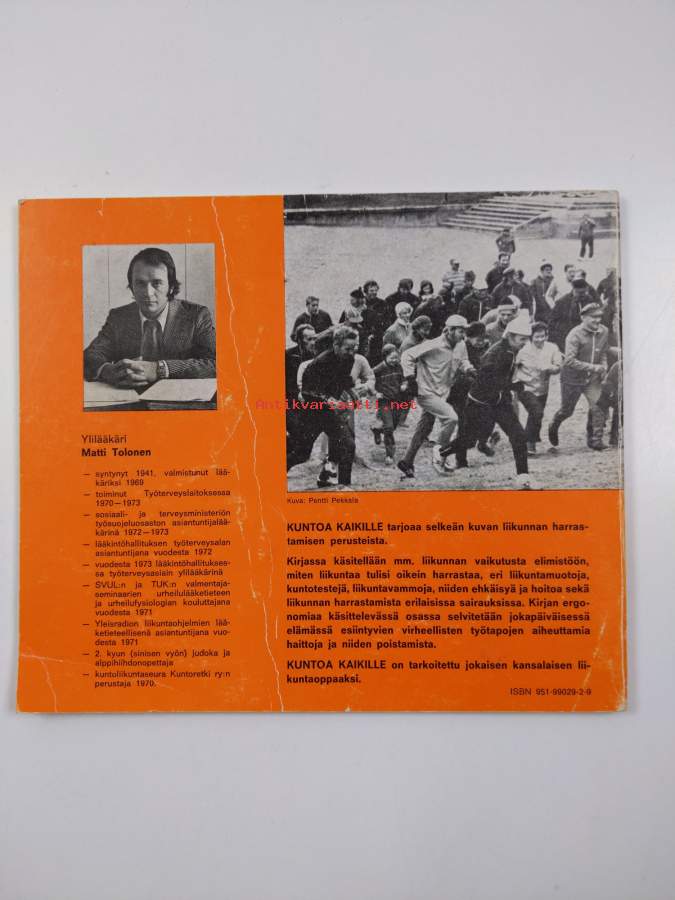 Ylilääkäri
Matti Tolonen
— syntynyt 1941, valmistunut lää-
käriksi 1969
— toiminut Työterveyslaitoksessa
1970—1973
— sosiaali- ja terveysministeriön
työsuojeluosaston asiantuntijalää-
kärinä 1972—1973
— lääkintöhallituksen työterveysalan
asiantuntijana vuodesta 1972
— vuodesta 1973 lääkintöhallitukses-
sa työterveysasiain ylilääkärinä
— SVUL:n ja TUK:n valmentaja-
seminaarien urheilulääketieteen
ja urheilufysiologian kouluttajana
vuodesta 1971
— Yleisradion liikuntaohjelmien lää-
ketieteellisenä asiantuntijana vuo-
desta 1971
— 2. kyun (sinisen vyön) judoka ja
alppihiihdonopettaja
— kuntoliikuntaseura Kuntoretki ry:n
perustaja 1970.
Antikvariaatti.net
Kuva: Pentti Pekkala
KUNTOA KAIKILLE tarjoaa selkeän kuvan liikunnan harras-
tamisen perusteista.
Kirjassa käsitellään mm. liikunnan vaikutusta elimistöön,
miten liikuntaa tulisi oikein harrastaa, eri liikuntamuotoja,
kuntotestejä, liikuntavammoja, niiden ehkäisyä ja hoitoa sekä
liikunnan harrastamista erilaisissa sairauksissa. Kirjan ergo-
nomiaa käsittelevässä osassa selvitetään jokapäiväisessä
elämässä esiintyvien virheellisten työtapojen aiheuttamia
haittoja ja niiden poistamista.
KUNTOA KAIKILLE on tarkoitettu jokaisen kansalaisen lii-
kuntaoppaaksi.
ISBN 951-99029-2-9